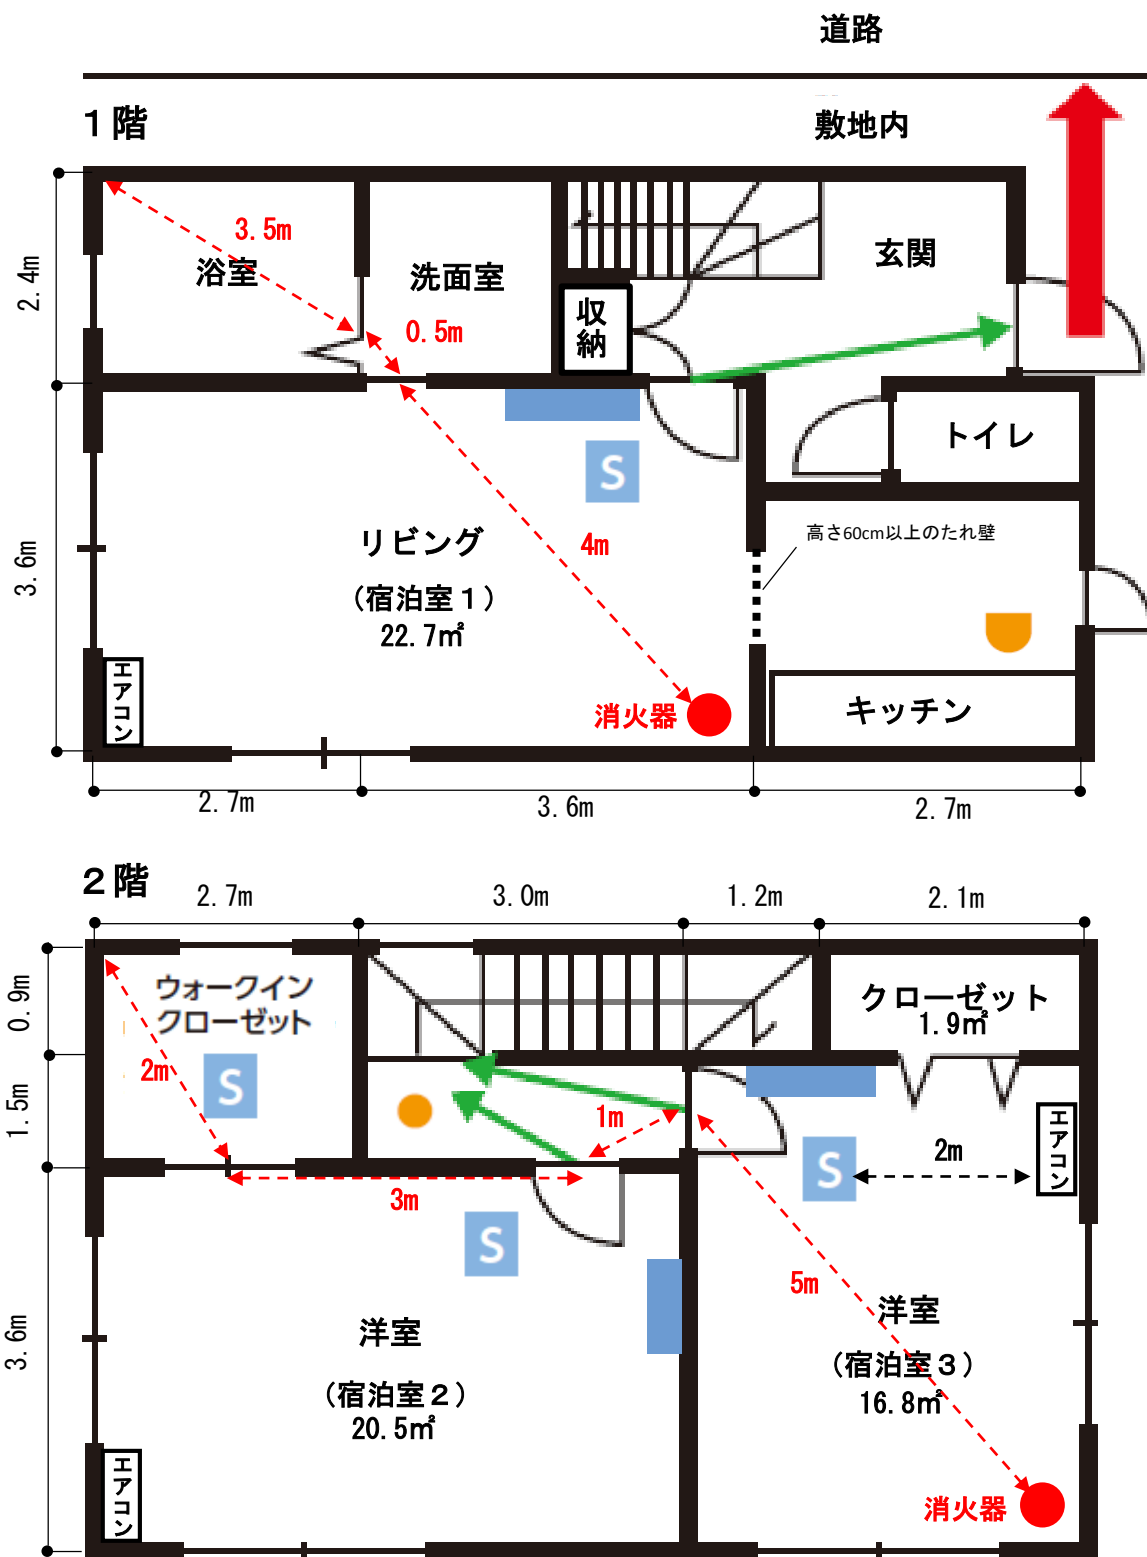 道路
1階
敷地内
3.5m
浴室
洗面室
玄関
2.4m
収納
0.5m
トイレ
S
高さ60cm以上のたれ壁
リビング
4m
3.6m
（宿泊室1）
22.7㎡
エアコン
消火器
キッチン
2.7m
3.6m
2.7m
2階
2.7m
3.0m
1.2m
2.1m
0.9m
ウォークイン
クローゼット
クローゼット
1.9㎡
2m
S
1.5m
1m
エアコン
S
2m
3m
S
5m
洋室
洋室
3.6m
（宿泊室3）
16.8㎡
（宿泊室2）
20.5㎡
エアコン
消火器